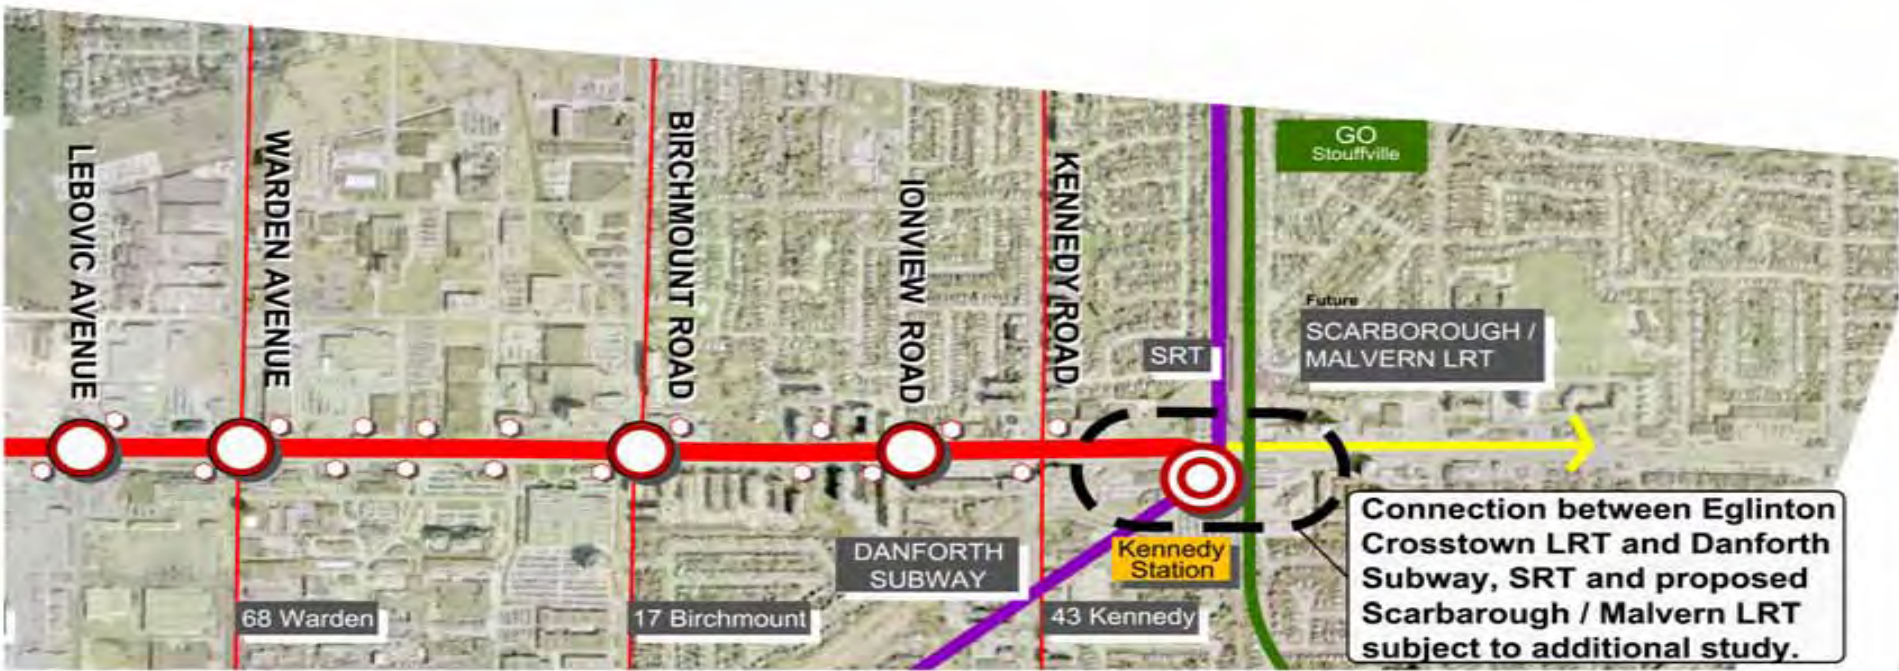 LEBOVIC AVENUE
WARDEN AVENUE
BIRCHMOUNT ROAD
IONVIEW ROAD
KENNEDY ROAD
GO
Stouffville
SRT
Future
SCARBOROUGH /
MALVERN LRT
DANFORTH
SUBWAY
Kennedy
Station
68 Warden
17 Birchmount
43 Kennedy
Connection between Eglinton
Crosstown LRT and Danforth
Subway, SRT and proposed
Scarbarough / Malvern LRT
subject to additional study.